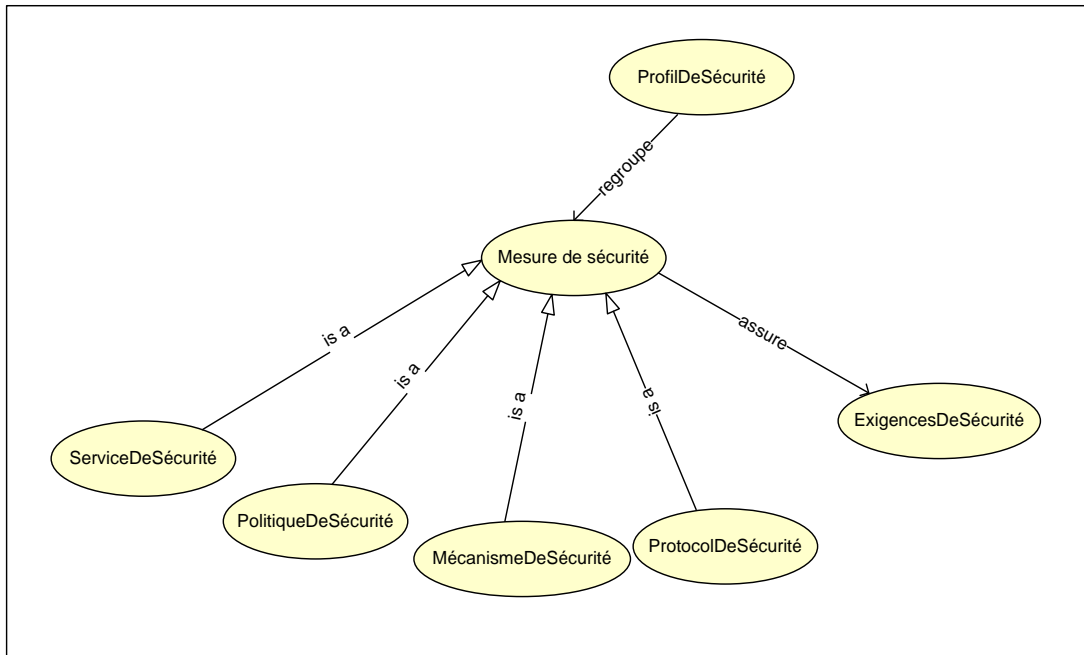 ProfilDeSécurité
regroupe
Mesure de sécurité
is a
is a
is a
is a
assure
ExigencesDeSécurité
ServiceDeSécurité
PolitiqueDeSécurité
MécanismeDeSécurité
ProtocolDeSécurité